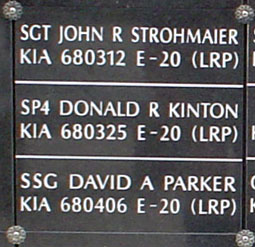 SGT JOHN R STROHMAIER
KIA 680312 E-20 (LRP)
SP4 DONALD R KINTON
KIA 680325 E-20 (LRP)
SSG DAVID A PARKER
KIA 680406 E-20 (LRP)